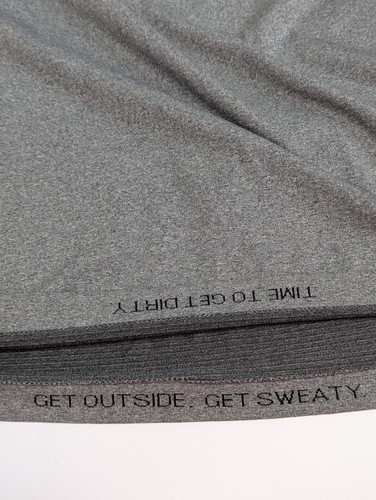 TIME TO GET DIRTY.
GET OUTSIDE. GET SWEATY.